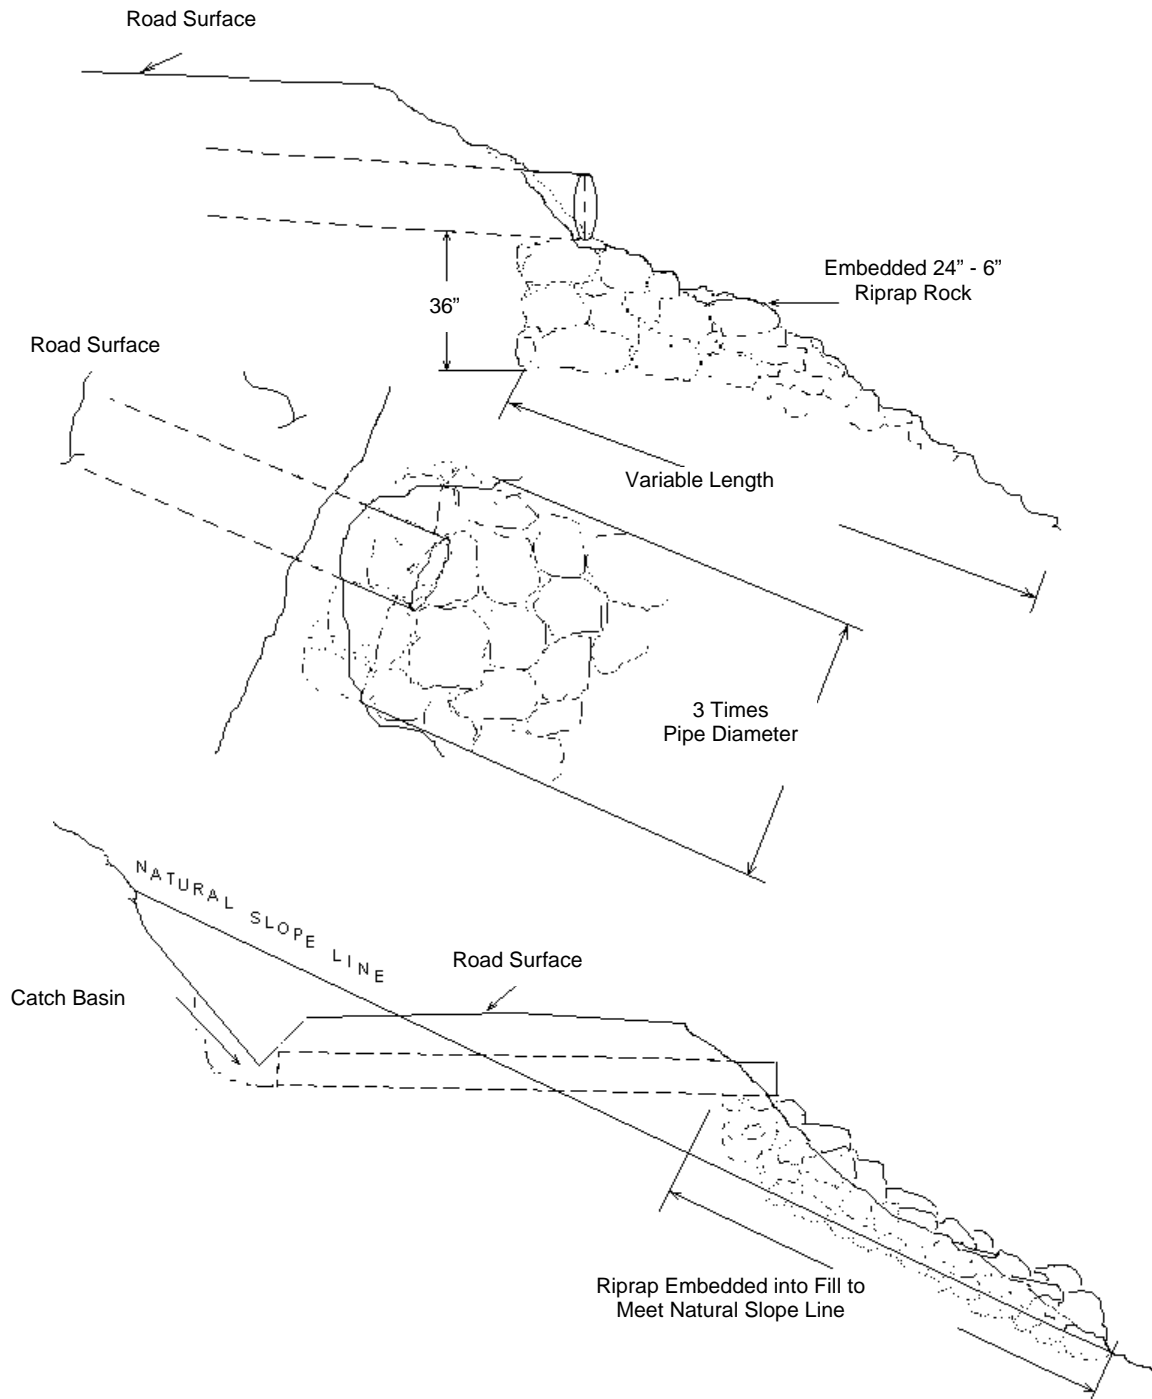 Road Surface
Embedded 24” - 6”
Riprap Rock
36”
Road Surface
Variable Length
3 Times
Pipe Diameter
NATURAL SLOPE LINE
Road Surface
Catch Basin
Riprap Embedded into Fill to
Meet Natural Slope Line